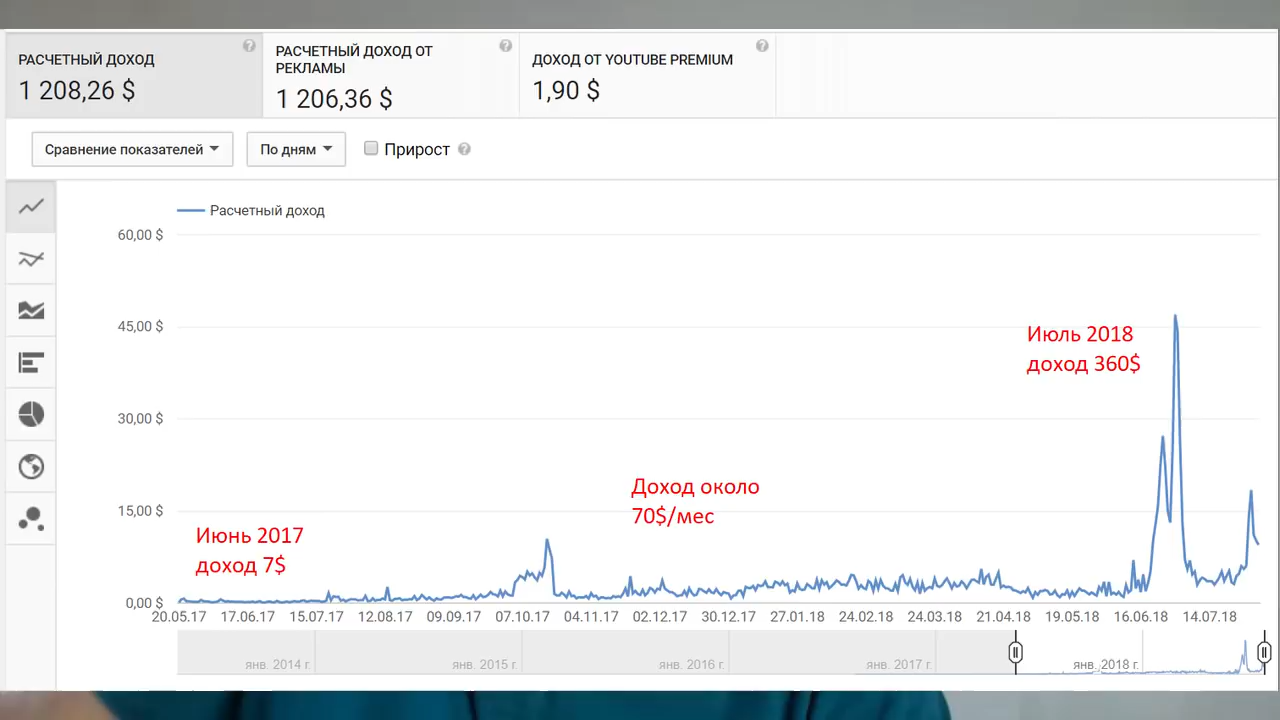 РАСЧЕТНЫЙ ДОХОД
1 208,26 $
РАСЧЕТНЫЙ ДОХОД ОТ
РЕКЛАМЫ
1 206,36 $
ДОХОД ОТ YOUTUBE PREMIUM
1,90 $
Сравнение показателей
По дням
Прирост
Расчетный доход
60,00 $
45,00 $
30,00 $
15,00 $
0,00 $
Июнь 2017
доход 7$
Доход около
70$/мес
Июль 2018
доход 360$
20.05.17 17.06.17 15.07.17 12.08.17 09.09.17 07.10.17 04.11.17 02.12.17 30.12.17 27.01.18 24.02.18 24.03.18 21.04.18 19.05.18 16.06.18 14.07.18
янв. 2014 г. янв. 2015 г. янв. 2016 г. янв. 2017 г. янв. 2018 г.